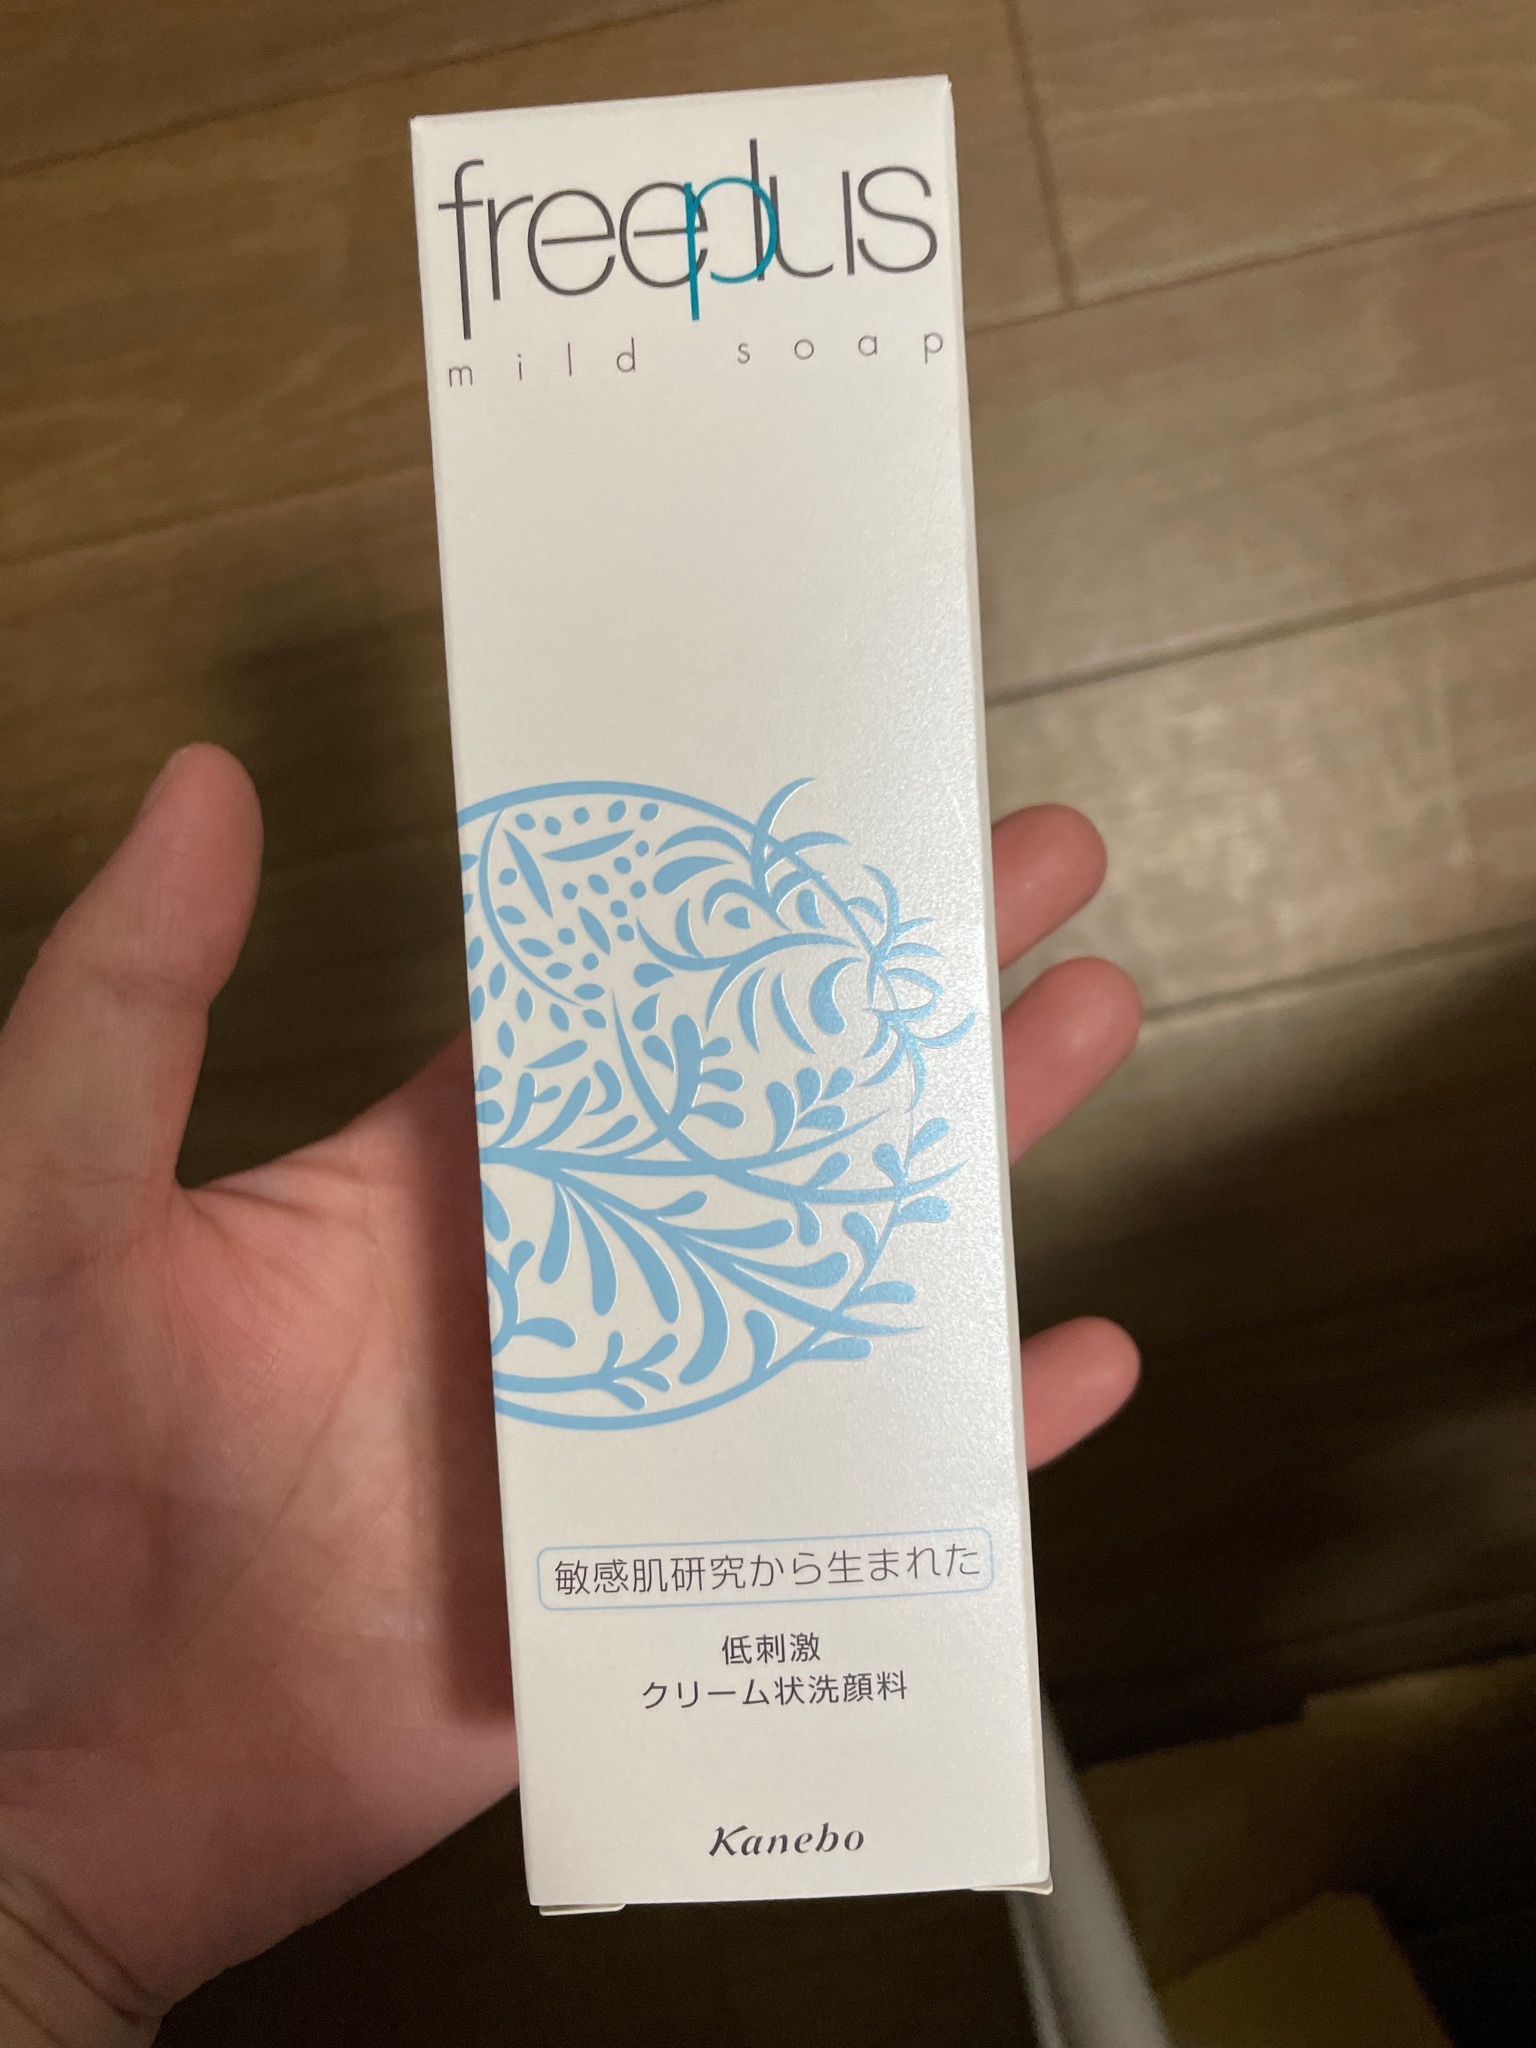 freeplus
mild soap
敏感肌研究から生まれた
低刺激
クリーム状洗顔料
Kanebo